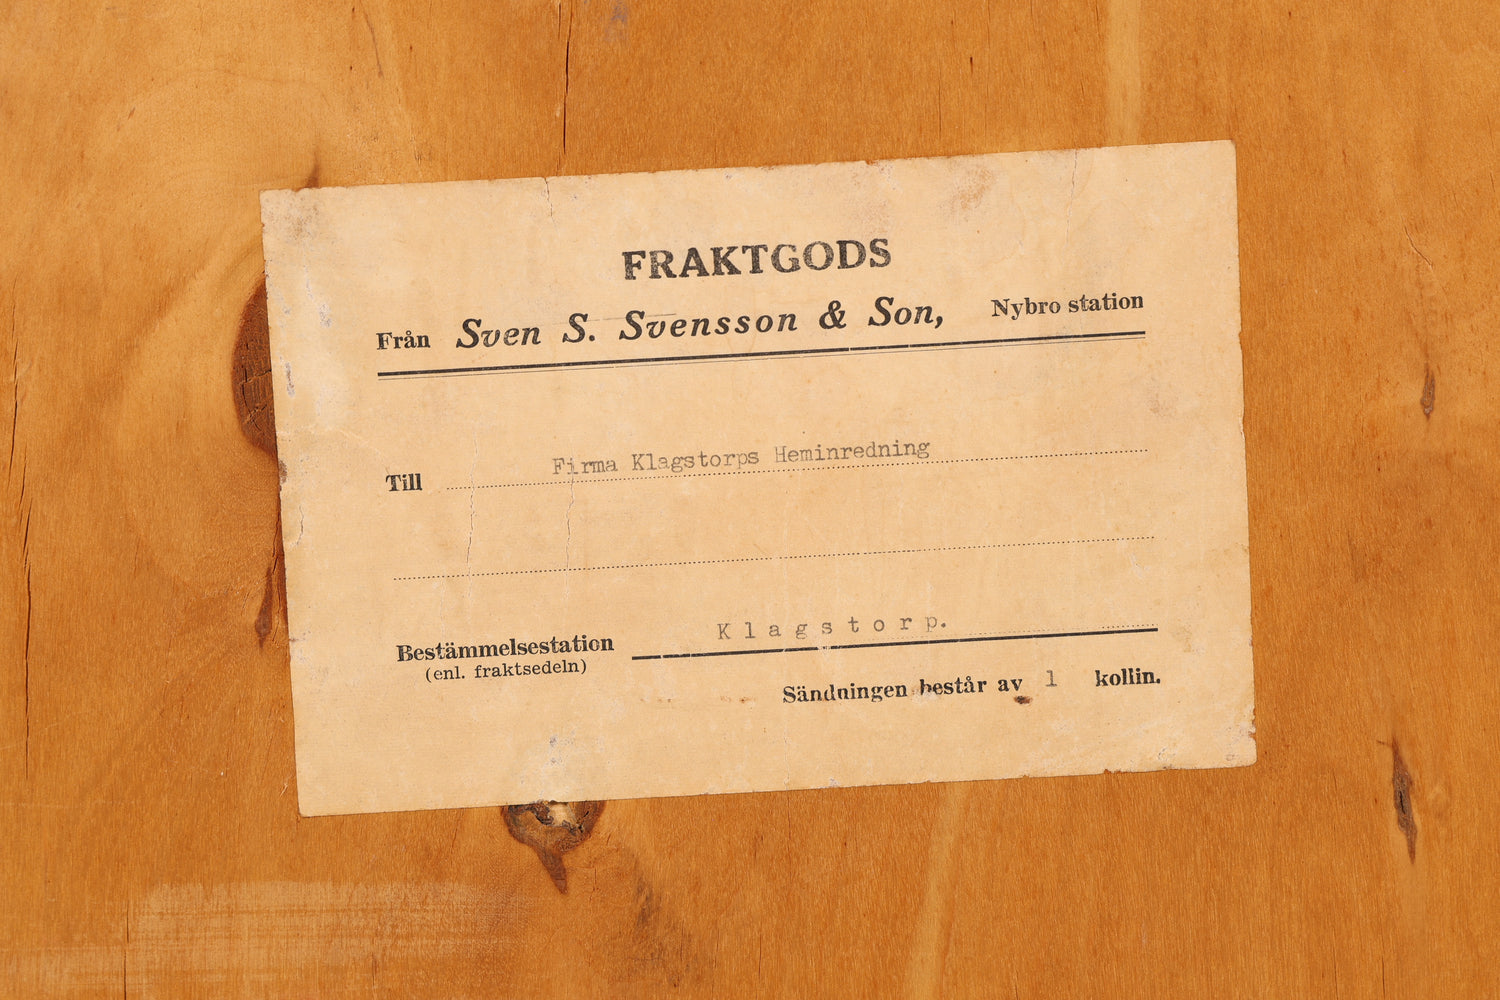 FRAKTGODS
Från Sven S. Svensson & Son, Nybro station
Till Firma Klagstorps Heminredning
Bestämmelsestation Klagstorp.
(enl. fraktsedeln)
Sändningen består av 1 kollin.